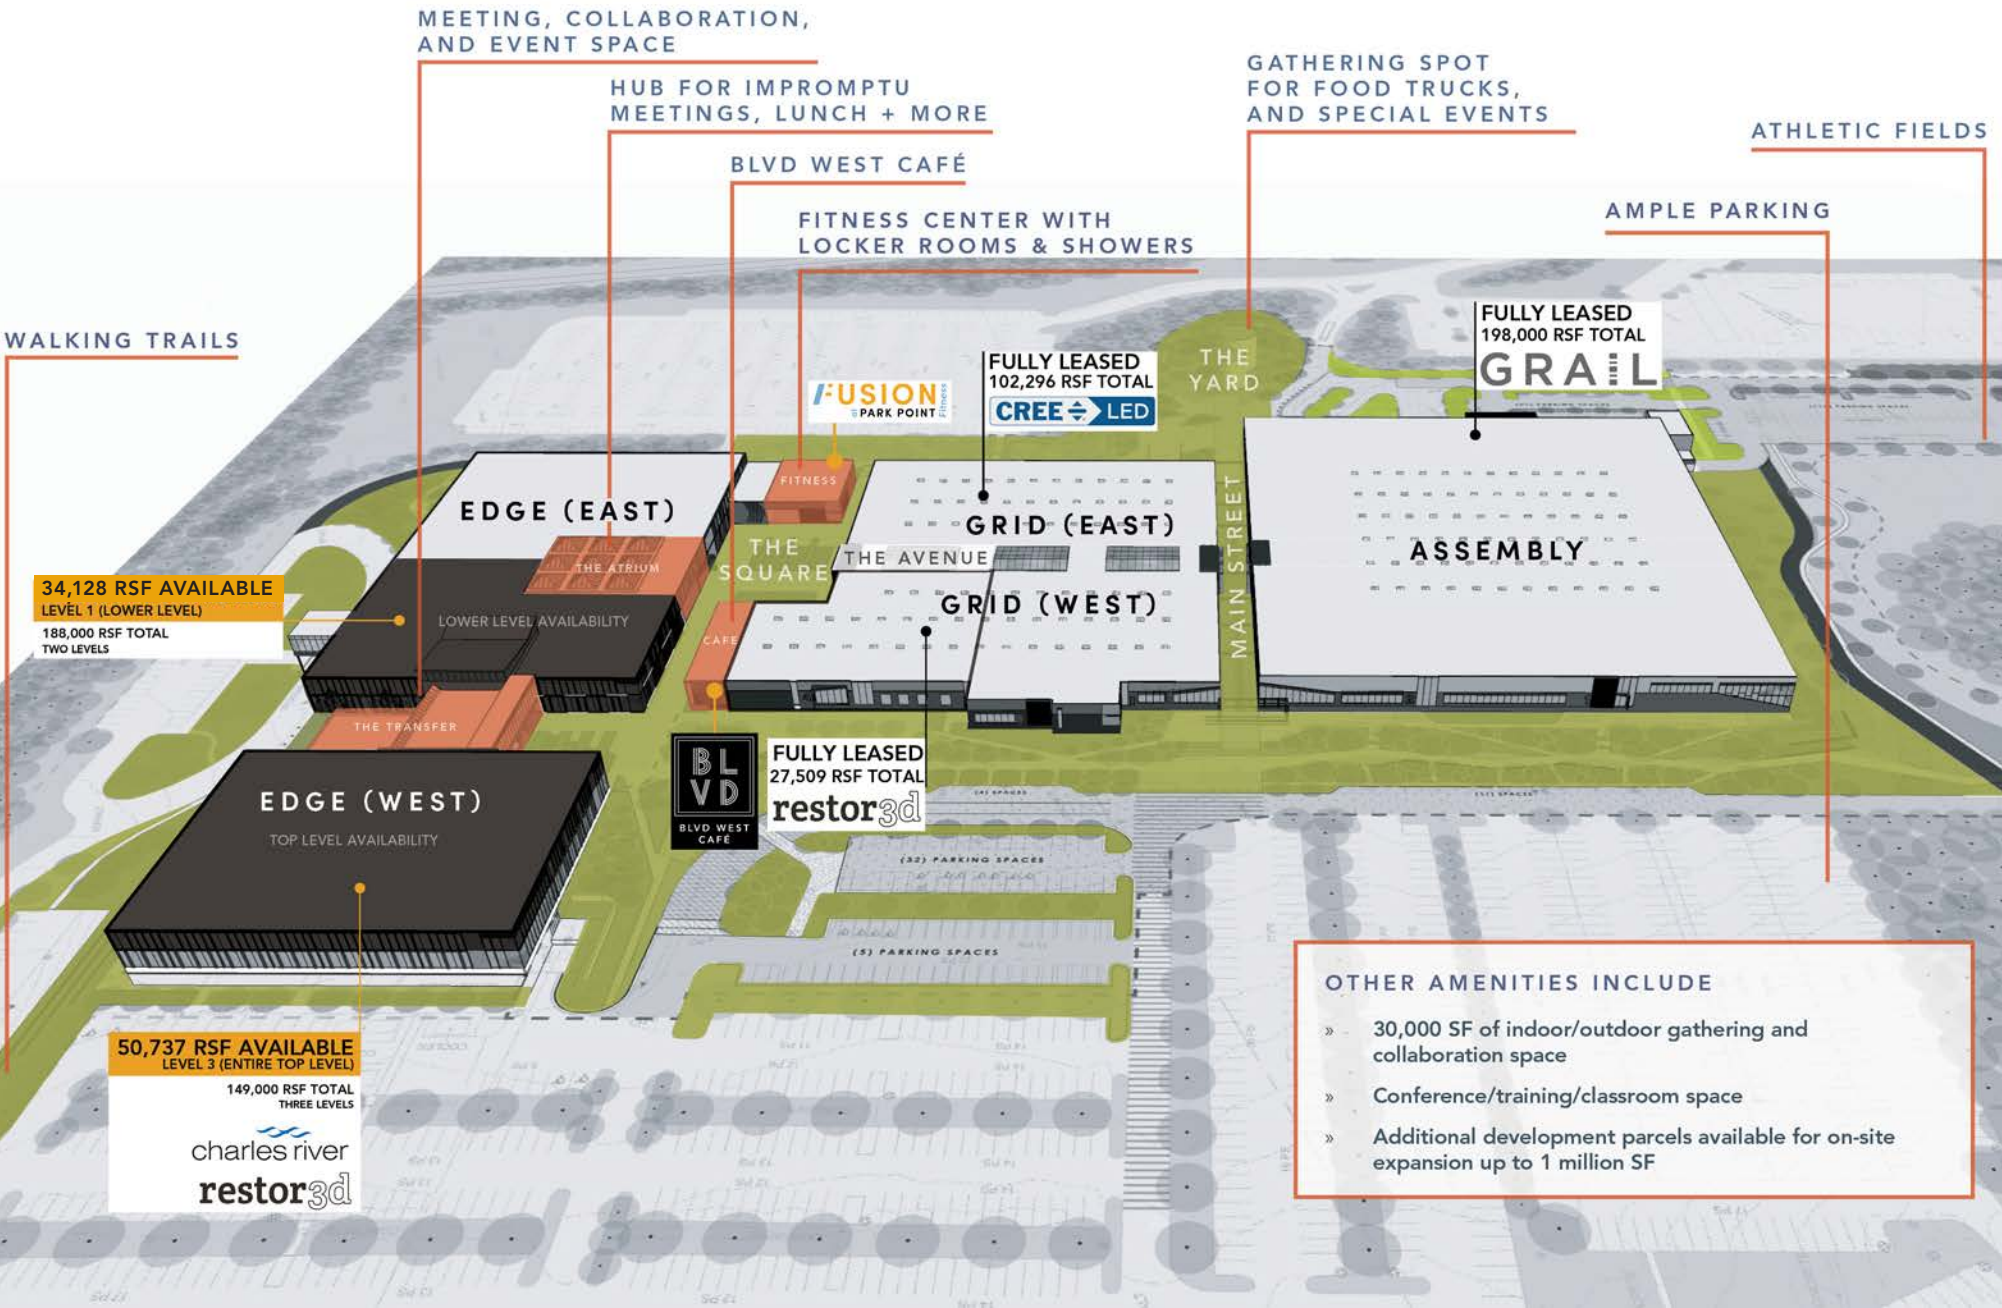 MEETING, COLLABORATION,
AND EVENT SPACE
HUB FOR IMPROMPTU
MEETINGS, LUNCH + MORE
BLVD WEST CAFÉ
FITNESS CENTER WITH
LOCKER ROOMS & SHOWERS
GATHERING SPOT
FOR FOOD TRUCKS,
AND SPECIAL EVENTS
ATHLETIC FIELDS
AMPLE PARKING
WALKING TRAILS
FULLY LEASED
198,000 RSF TOTAL
GRAIL
THE
YARD
FULLY LEASED
102,296 RSF TOTAL
CREE LED
FUSION
at PARK POINT
Fitness
FITNESS
EDGE (EAST)
GRID (EAST)
THE
SQUARE
THE AVENUE
MAIN STREET
ASSEMBLY
THE ATRIUM
34,128 RSF AVAILABLE
LEVEL 1 (LOWER LEVEL)
188,000 RSF TOTAL
TWO LEVELS
LOWER LEVEL AVAILABILITY
GRID (WEST)
CAFE
THE TRANSFER
BL
VD
BLVD WEST
CAFÉ
FULLY LEASED
27,509 RSF TOTAL
restor3d
EDGE (WEST)
TOP LEVEL AVAILABILITY
(32) PARKING SPACES
(5) PARKING SPACES
50,737 RSF AVAILABLE
LEVEL 3 (ENTIRE TOP LEVEL)
149,000 RSF TOTAL
THREE LEVELS
charles river
restor3d
OTHER AMENITIES INCLUDE
» 30,000 SF of indoor/outdoor gathering and
collaboration space
» Conference/training/classroom space
» Additional development parcels available for on-site
expansion up to 1 million SF